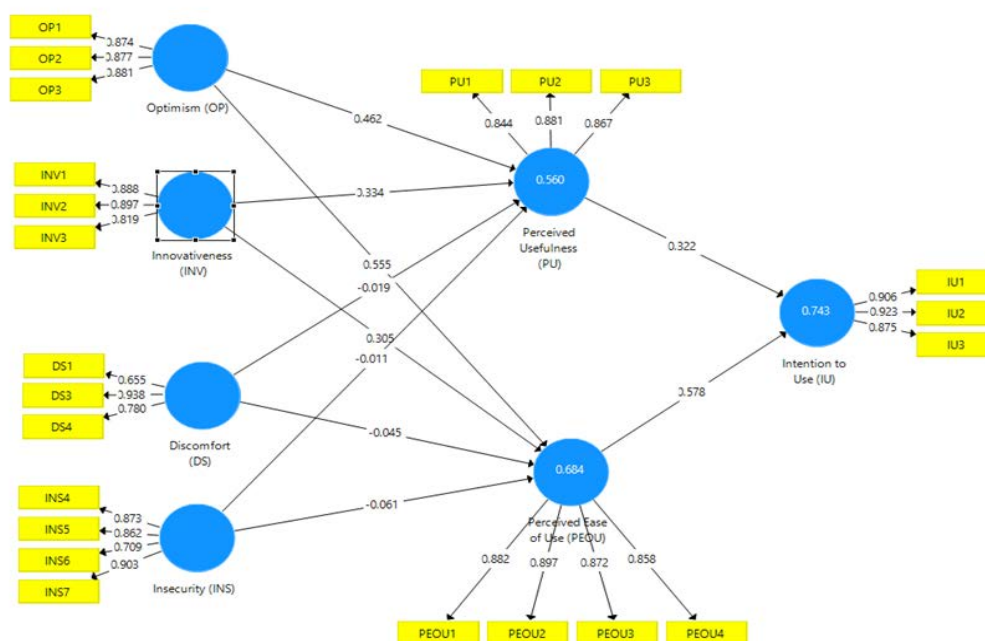 OP1
OP2
OP3
0.874
0.877
0.881
Optimism (OP)
INV1
INV2
INV3
0.888
0.897
0.819
Innovativeness
(INV)
DS1
DS3
DS4
0.655
0.938
0.780
Discomfort
(DS)
INS4
INS5
INS6
INS7
0.873
0.862
0.709
0.903
Insecurity (INS)
0.462
0.334
0.555
-0.019
0.305
-0.011
-0.045
-0.061
PU1
PU2
PU3
0.844
0.881
0.867
0.560
Perceived
Usefulness
(PU)
0.322
0.578
0.684
Perceived Ease
of Use (PEOU)
0.882
0.897
0.872
0.858
PEOU1
PEOU2
PEOU3
PEOU4
0.743
Intention to
Use (IU)
0.906
0.923
0.875
IU1
IU2
IU3